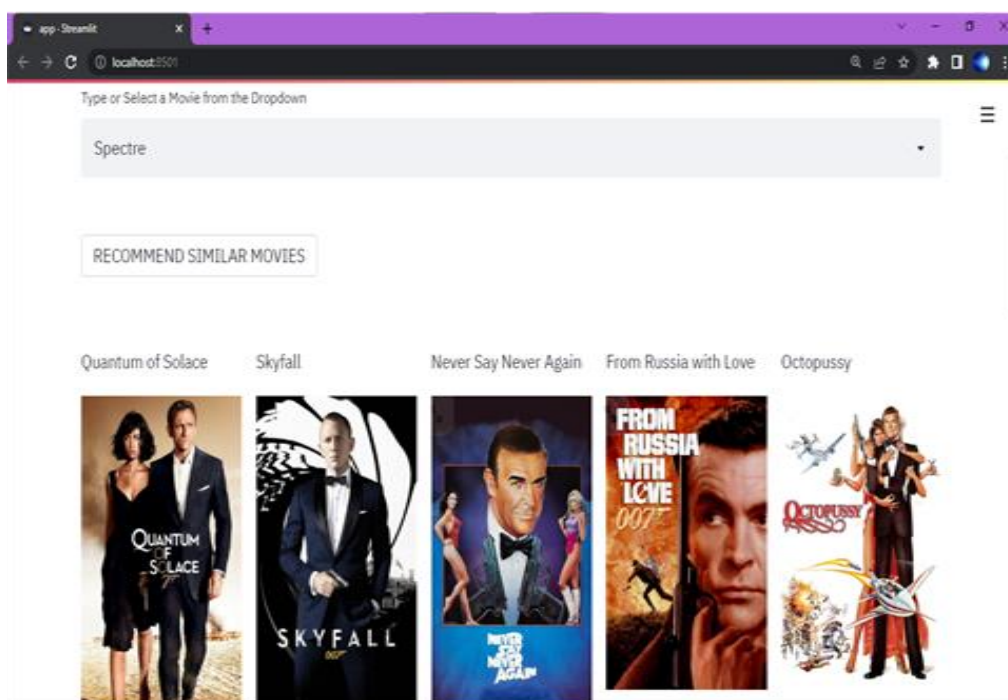 app · Streamlit
localhost:8501
Type or Select a Movie from the Dropdown
Spectre
RECOMMEND SIMILAR MOVIES
Quantum of Solace
Skyfall
Never Say Never Again
From Russia with Love
Octopussy
QUANTUM
OF
SOLACE
SKYFALL
007
NEVER
SAY
NEVER
AGAIN
FROM
RUSSIA
WITH
LOVE
007
OCTOPUSSY